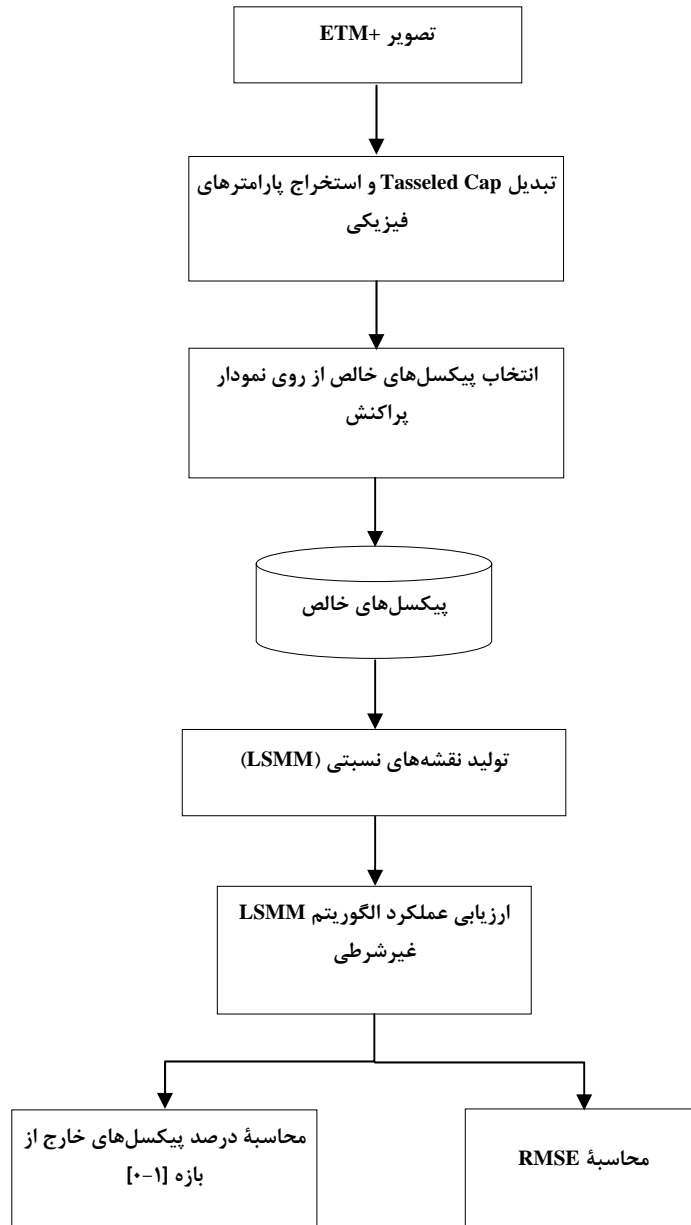 تصویر ETM+
تبدیل Tasseled Cap و استخراج پارامترهای
فیزیکی
انتخاب پیکسل‌های خالص از روی نمودار
پراکنش
پیکسل‌های خالص
تولید نقشه‌های نسبتی (LSMM)
ارزیابی عملکرد الگوریتم LSMM
غیرشرطی
محاسبهٔ RMSE
محاسبهٔ درصد پیکسل‌های خارج از
بازه [۰-۱]